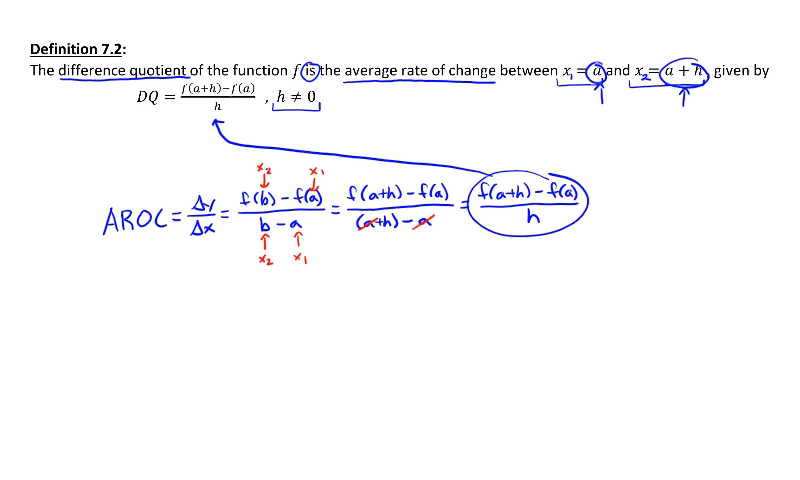 Definition 7.2:
The difference quotient of the function f is the average rate of change between x₁ = a and x₂ = a + h, given by
DQ = f(a+h)−f(a) / h , h ≠ 0
x₂ x₁
AROC = Δy/Δx = f(b) − f(a) / b − a = f(a+h) − f(a) / (a+h) − a = f(a+h) − f(a) / h
x₂ x₁